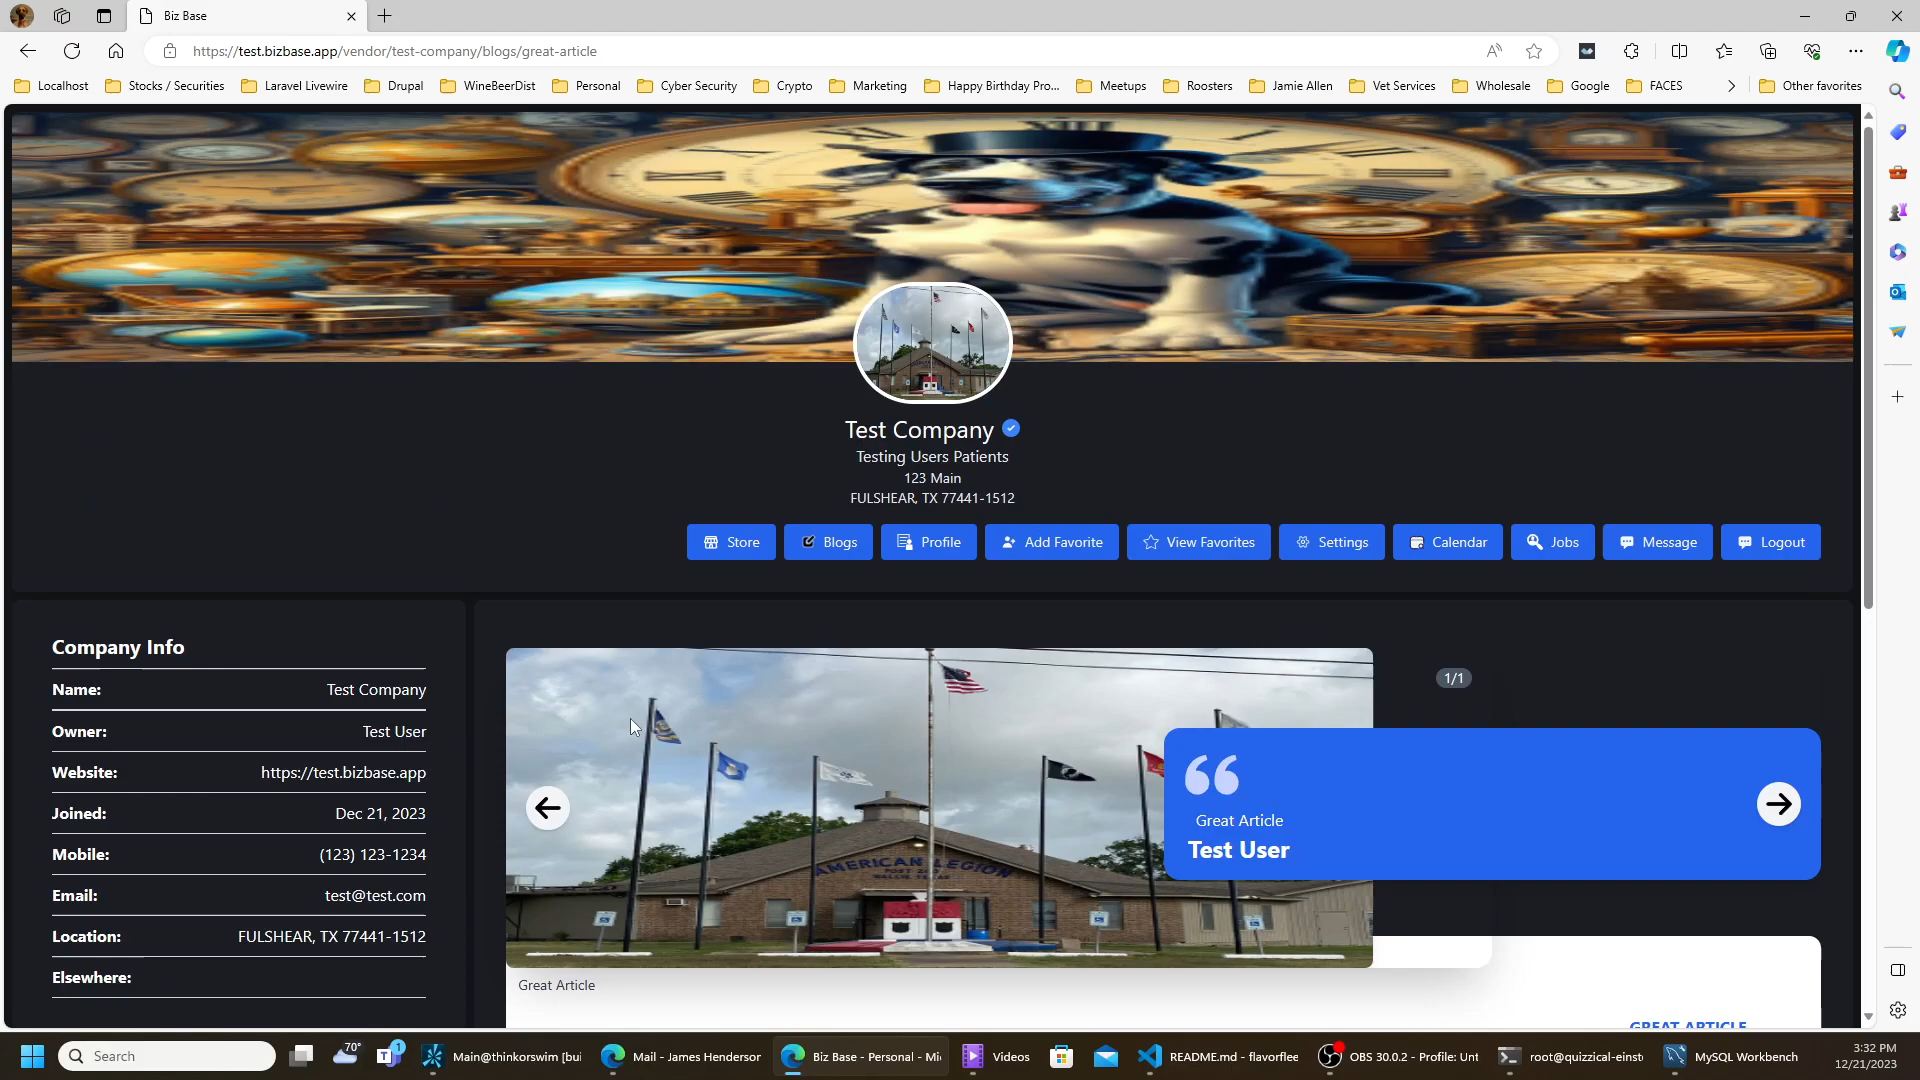 Biz Base
https://test.bizbase.app/vendor/test-company/blogs/great-article
Localhost
Stocks / Securities
Laravel Livewire
Drupal
WineBeerDist
Personal
Cyber Security
Crypto
Marketing
Happy Birthday Pro...
Meetups
Roosters
Jamie Allen
Vet Services
Wholesale
Google
FACES
Other favorites
Test Company
Testing Users Patients
123 Main
FULSHEAR, TX 77441-1512
Store
Blogs
Profile
Add Favorite
View Favorites
Settings
Calendar
Jobs
Message
Logout
Company Info
Name: Test Company
Owner: Test User
Website: https://test.bizbase.app
Joined: Dec 21, 2023
Mobile: (123) 123-1234
Email: test@test.com
Location: FULSHEAR, TX 77441-1512
Elsewhere:
1/1
Great Article
Test User
AMERICAN LEGION
Great Article
GREAT ARTICLE
Search
70°
1
Main@thinkorswim [bui
Mail - James Henderson
Biz Base - Personal - Mi
Videos
README.md - flavorflee
OBS 30.0.2 - Profile: Unt
root@quizzical-einst
MySQL Workbench
3:32 PM
12/21/2023